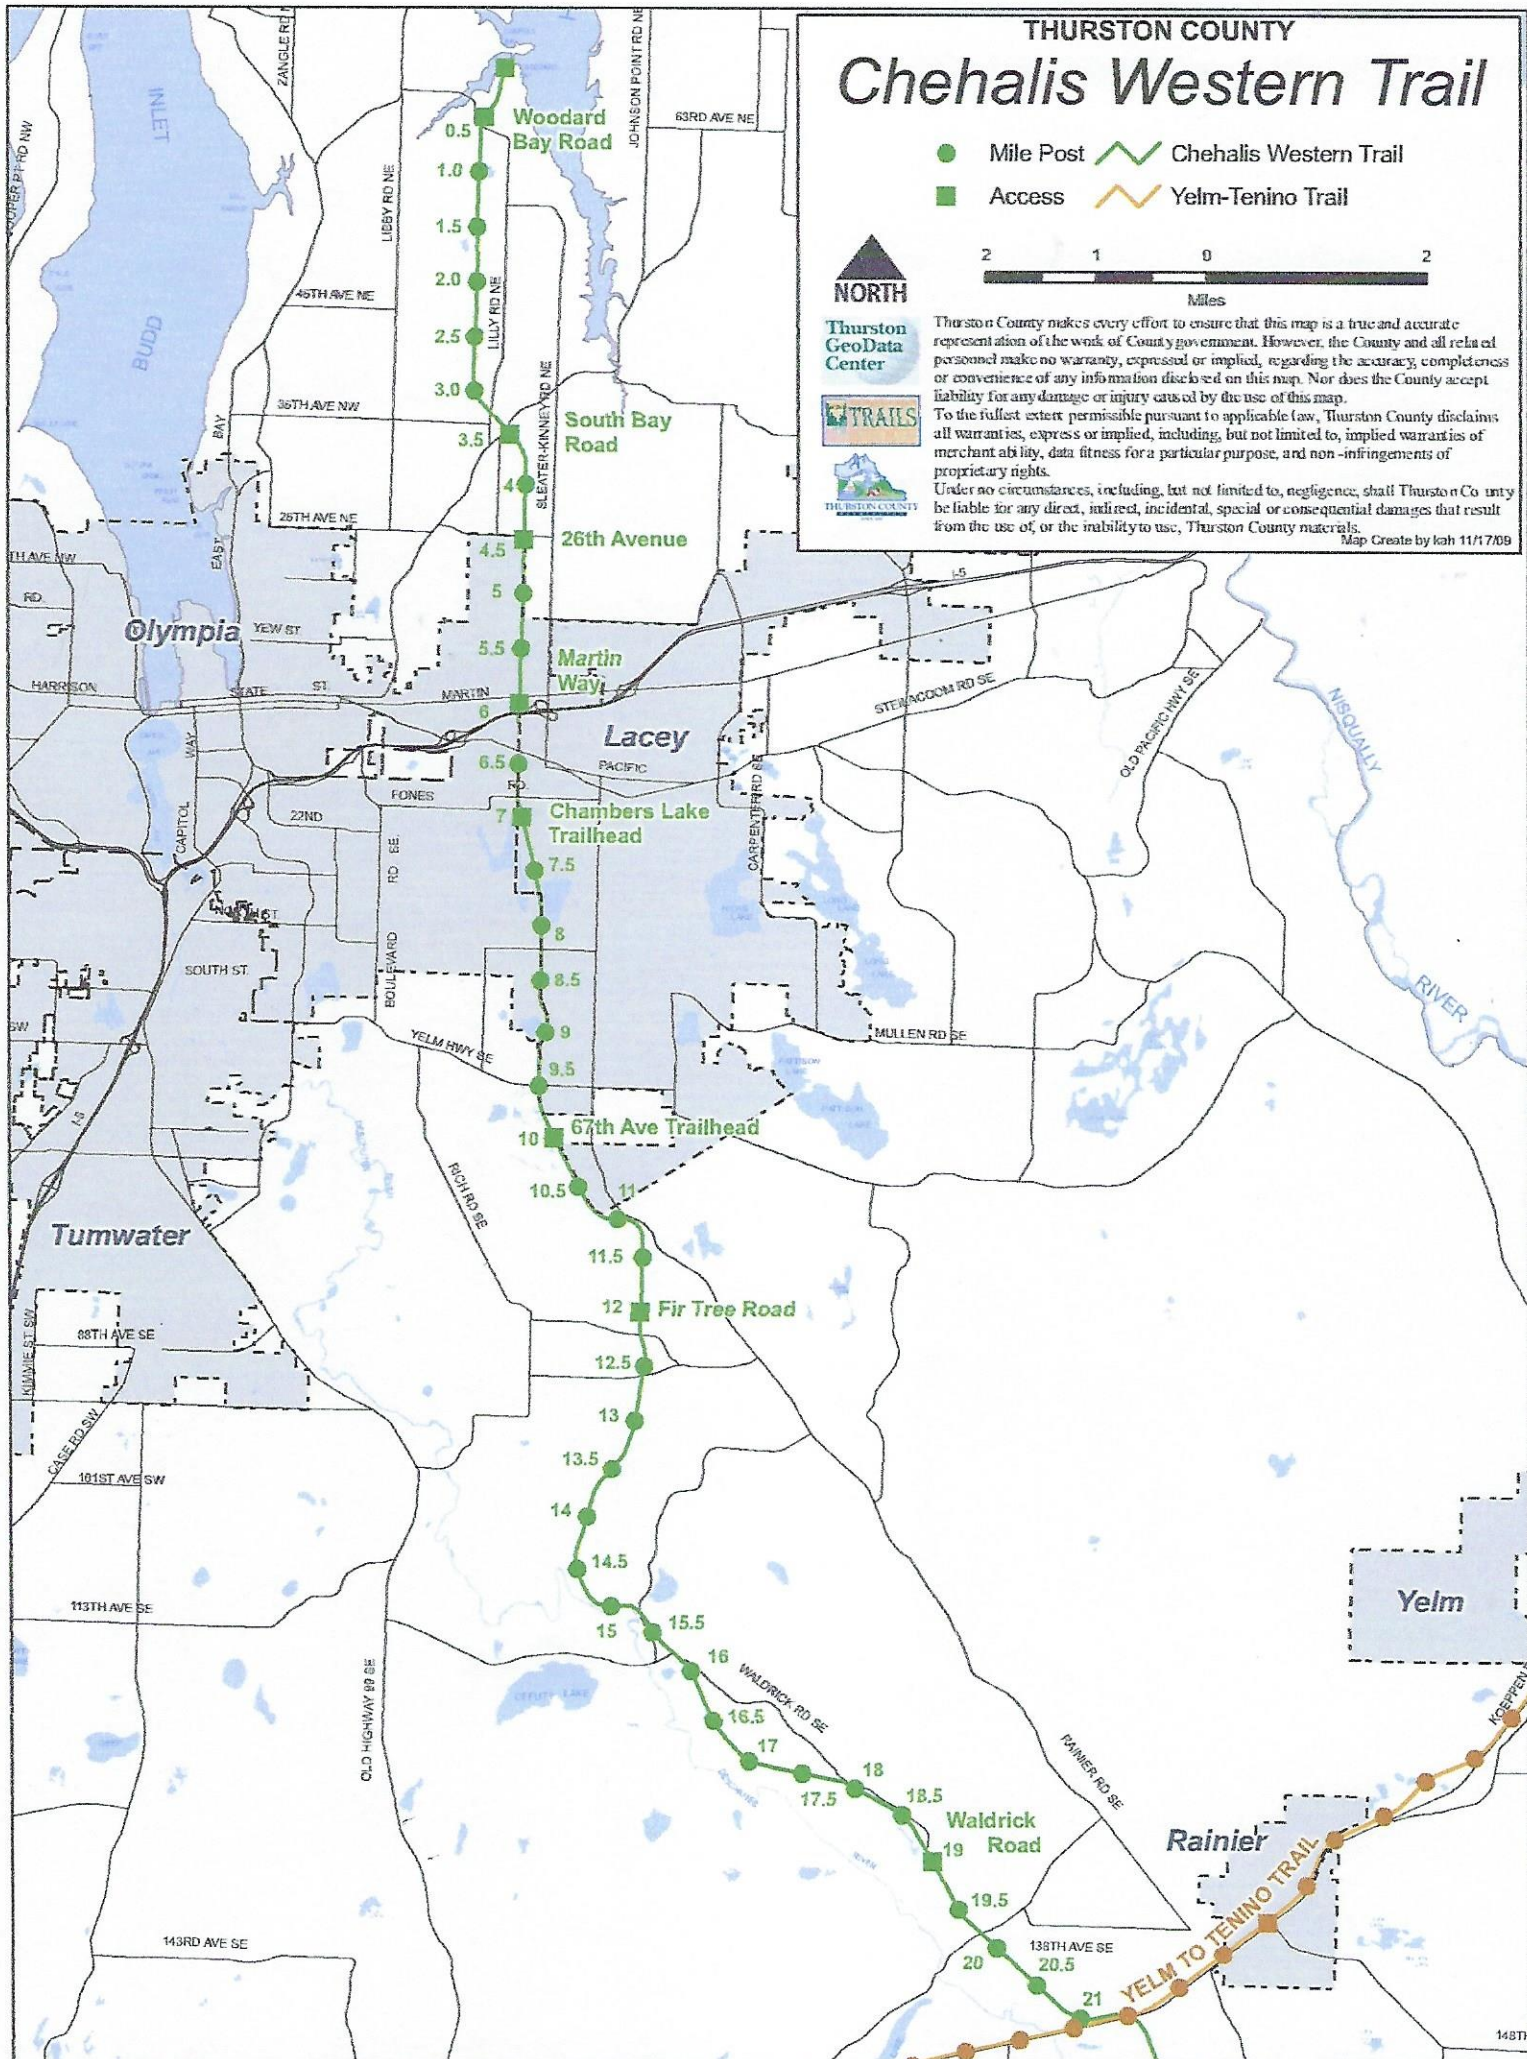 THURSTON COUNTY
Chehalis Western Trail
Mile Post
Chehalis Western Trail
Access
Yelm-Tenino Trail
NORTH
2 1 0 2
Miles
Thurston
GeoData
Center
TRAILS
THURSTON COUNTY
Thurston County makes every effort to ensure that this map is a true and accurate
representation of the work of County government. However, the County and all related
personnel make no warranty, expressed or implied, regarding the accuracy, completeness
or convenience of any information disclosed on this map. Nor does the County accept
liability for any damage or injury caused by the use of this map.
To the fullest extent permissible pursuant to applicable law, Thurston County disclaims
all warranties, express or implied, including, but not limited to, implied warranties of
merchant ability, data fitness for a particular purpose, and non-infringements of
proprietary rights.
Under no circumstances, including, but not limited to, negligence, shall Thurston Co unty
be liable for any direct, indirect, incidental, special or consequential damages that result
from the use of, or the inability to use, Thurston County materials.
Map Create by kah 11/17/09
ZANGLE RD N
JOHNSON POINT RD NE
COOPER PT RD NW
BUDD
INLET
LIBBY RD NE
63RD AVE NE
0.5
Woodard
Bay Road
1.0
1.5
2.0
46TH AVE NE
LILLY RD NE
2.5
3.0
36TH AVE NW
SLEATER-KINNEY RD NE
3.5
South Bay
Road
EAST
BAY
4
26TH AVE NE
4.5
26th Avenue
TH AVE NW
5
RD.
Olympia
YEW ST
5.5
Martin
Way
HARRISON
STATE
ST.
MARTIN
6
I-5
STEILACOOM RD SE
OLD PACIFIC HWY SE
NISQUALLY
RIVER
Lacey
WAY
6.5
PACIFIC
RD.
FONES
CAPITOL
22ND
7
Chambers Lake
Trailhead
CARPENTER RD SE
BOULEVARD
RD SE.
7.5
8
SOUTH ST.
8.5
SW
YELM HWY SE
9
MULLEN RD SE
9.5
I-5
10
67th Ave Trailhead
RICH RD SE
10.5
11
Tumwater
11.5
12
Fir Tree Road
88TH AVE SE
KIMMIE ST SW
12.5
13
CASE RD SW
13.5
101ST AVE SW
14
14.5
Yelm
113TH AVE SE
15
15.5
16
WALDRICK RD SE
OFFUTT LAKE
OLD HIGHWAY 99 SE
16.5
17
17.5
18
18.5
RAINIER RD SE
KOEPPEN
Waldrick
Road
19
Rainier
19.5
YELM TO TENINO TRAIL
143RD AVE SE
138TH AVE SE
20
20.5
21
148TH